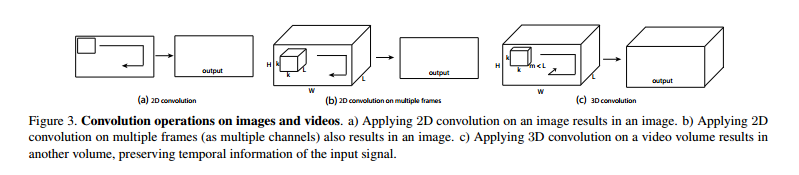 output
H k k L L W
output
H k k m < L L W
output
(a) 2D convolution
(b) 2D convolution on multiple frames
(c) 3D convolution
Figure 3. Convolution operations on images and videos. a) Applying 2D convolution on an image results in an image. b) Applying 2D
convolution on multiple frames (as multiple channels) also results in an image. c) Applying 3D convolution on a video volume results in
another volume, preserving temporal information of the input signal.